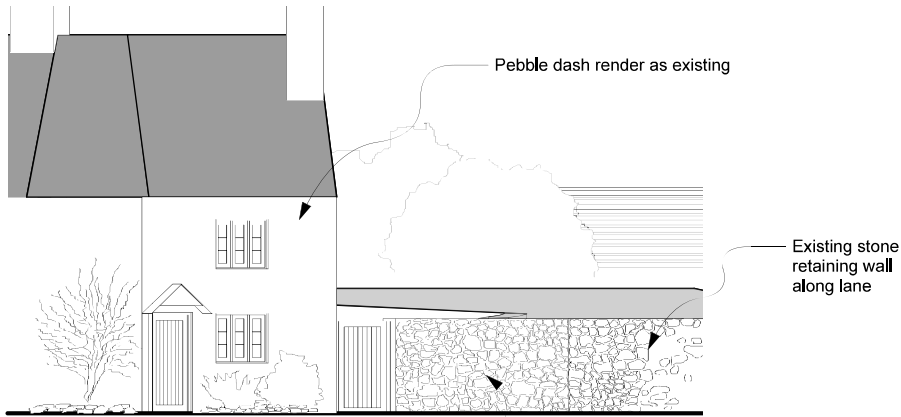 Pebble dash render as existing
Existing stone
retaining wall
along lane